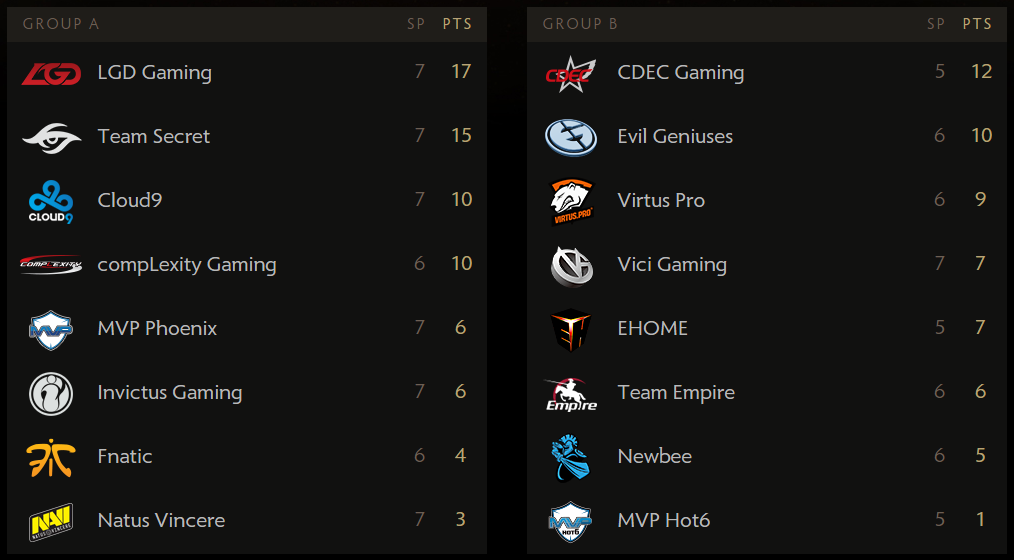 GROUP A SP PTS
LGD LGD Gaming 7 17
Team Secret 7 15
CLOUD9 Cloud9 7 10
COMPLEXITY compLexity Gaming 6 10
MVP MVP Phoenix 7 6
Invictus Gaming 7 6
Fnatic 6 4
NAVI NATUS VINCERE Natus Vincere 7 3
GROUP B SP PTS
CDEC CDEC Gaming 5 12
Evil Geniuses 6 10
VIRTUS.PRO Virtus Pro 6 9
Vici Gaming 7 7
EHOME 5 7
Empire Team Empire 6 6
Newbee 6 5
MVP HOT6 MVP Hot6 5 1